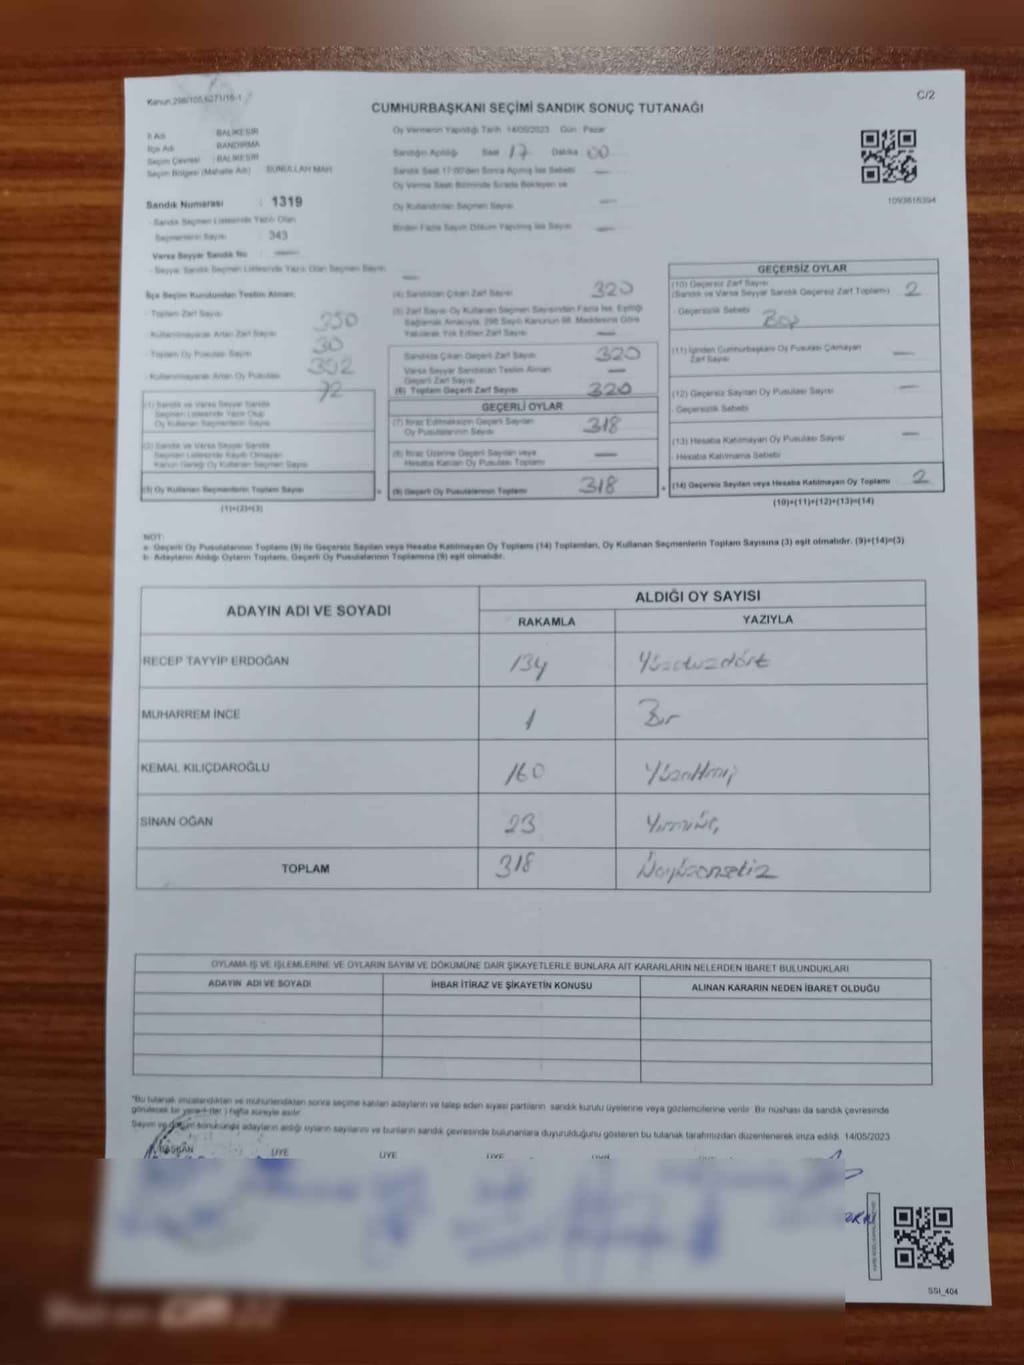 Kanun:298/105,6271/16-1
C/2
CUMHURBAŞKANI SEÇİMİ SANDIK SONUÇ TUTANAĞI
İl Adı BALIKESİR
İlçe Adı BANDIRMA
Seçim Çevresi : BALIKESİR
Seçim Bölgesi (Mahalle Adı) SUNULLAH MAH
Oy Vermenin Yapıldığı Tarih 14/05/2023 Gün : Pazar
Sandığın Açıldığı Saat 17 Dakika 00
Sandık Saat 17:00'den Sonra Açılmış İse Sebebi —
Oy Verme Saati Bitiminde Sırada Bekleyen ve
Oy Kullandırılan Seçmen Sayısı —
Birden Fazla Sayım Döküm Yapılmış İse Sayısı —
1093616394
Sandık Numarası : 1319
- Sandık Seçmen Listesinde Yazılı Olan
Seçmenlerin Sayısı : 343
Varsa Seyyar Sandık No —
- Seyyar Sandık Seçmen Listesinde Yazılı Olan Seçmen Sayısı —
İlçe Seçim Kurulundan Teslim Alınan;
- Toplam Zarf Sayısı 350
- Kullanılmayarak Artan Zarf Sayısı 30
- Toplam Oy Pusulası Sayısı 392
- Kullanılmayarak Artan Oy Pusulası 72
(1) Sandık ve Varsa Seyyar Sandık
Seçmen Listesinde Yazılı Olup
Oy Kullanan Seçmenlerin Sayısı
(2) Sandık ve Varsa Seyyar Sandık
Seçmen Listesinde Kayıtlı Olmayan
Kanun Gereği Oy Kullanan Seçmen Sayısı
(3) Oy Kullanan Seçmenlerin Toplam Sayısı
(1)+(2)=(3)
(4) Sandıktan Çıkan Zarf Sayısı 320
(5) Zarf Sayısı Oy Kullanan Seçmen Sayısından Fazla İse, Eşitliği
Sağlamak Amacıyla, 298 Sayılı Kanunun 98. Maddesine Göre
Yakılarak Yok Edilen Zarf Sayısı —
Sandıkta Çıkan Geçerli Zarf Sayısı 320
Varsa Seyyar Sandıktan Teslim Alınan
Geçerli Zarf Sayısı —
(6) Toplam Geçerli Zarf Sayısı 320
GEÇERLİ OYLAR
(7) İtiraz Edilmeksizin Geçerli Sayılan
Oy Pusulalarının Sayısı 318
(8) İtiraz Üzerine Geçerli Sayılan veya
Hesaba Katılan Oy Pusulası Toplamı —
= (9) Geçerli Oy Pusulalarının Toplamı 318
GEÇERSİZ OYLAR
(10) Geçersiz Zarf Sayısı
(Sandık ve Varsa Seyyar Sandık Geçersiz Zarf Toplamı) 2
- Geçersizlik Sebebi Boş
(11) İçinden Cumhurbaşkanı Oy Pusulası Çıkmayan
Zarf Sayısı —
(12) Geçersiz Sayılan Oy Pusulası Sayısı —
- Geçersizlik Sebebi
(13) Hesaba Katılmayan Oy Pusulası Sayısı —
- Hesaba Katılmama Sebebi
+ (14) Geçersiz Sayılan veya Hesaba Katılmayan Oy Toplamı 2
(10)+(11)+(12)+(13)=(14)
NOT:
a- Geçerli Oy Pusulalarının Toplamı (9) ile Geçersiz Sayılan veya Hesaba Katılmayan Oy Toplamı (14) Toplamları, Oy Kullanan Seçmenlerin Toplam Sayısına (3) eşit olmalıdır. (9)+(14)=(3)
b- Adayların Aldığı Oyların Toplamı, Geçerli Oy Pusulalarının Toplamına (9) eşit olmalıdır.
ADAYIN ADI VE SOYADI
ALDIĞI OY SAYISI
RAKAMLA YAZIYLA
RECEP TAYYİP ERDOĞAN 134 Yüzotuzdört
MUHARREM İNCE 1 Bir
KEMAL KILIÇDAROĞLU 160 Yüzaltmış
SİNAN OĞAN 23 Yirmiüç
TOPLAM 318 Üçyüzonsekiz
OYLAMA İŞ VE İŞLEMLERİNE VE OYLARIN SAYIM VE DÖKÜMÜNE DAİR ŞİKAYETLERLE BUNLARA AİT KARARLARIN NELERDEN İBARET BULUNDUKLARI
ADAYIN ADI VE SOYADI İHBAR İTİRAZ VE ŞİKAYETİN KONUSU ALINAN KARARIN NEDEN İBARET OLDUĞU
*Bu tutanak imzalandıktan ve mühürlendikten sonra seçime katılan adayların ve talep eden siyasi partilerin sandık kurulu üyelerine veya gözlemcilerine verilir. Bir nüshası da sandık çevresinde
görülecek bir yere 1 (bir) hafta süreyle asılır.
Sayım ve döküm sonucunda adayların aldığı oyların sayılarını ve bunların sandık çevresinde bulunanlara duyurulduğunu gösteren bu tutanak tarafımızdan düzenlenerek imza edildi. 14/05/2023
BAŞKAN ÜYE ÜYE
SSI_404